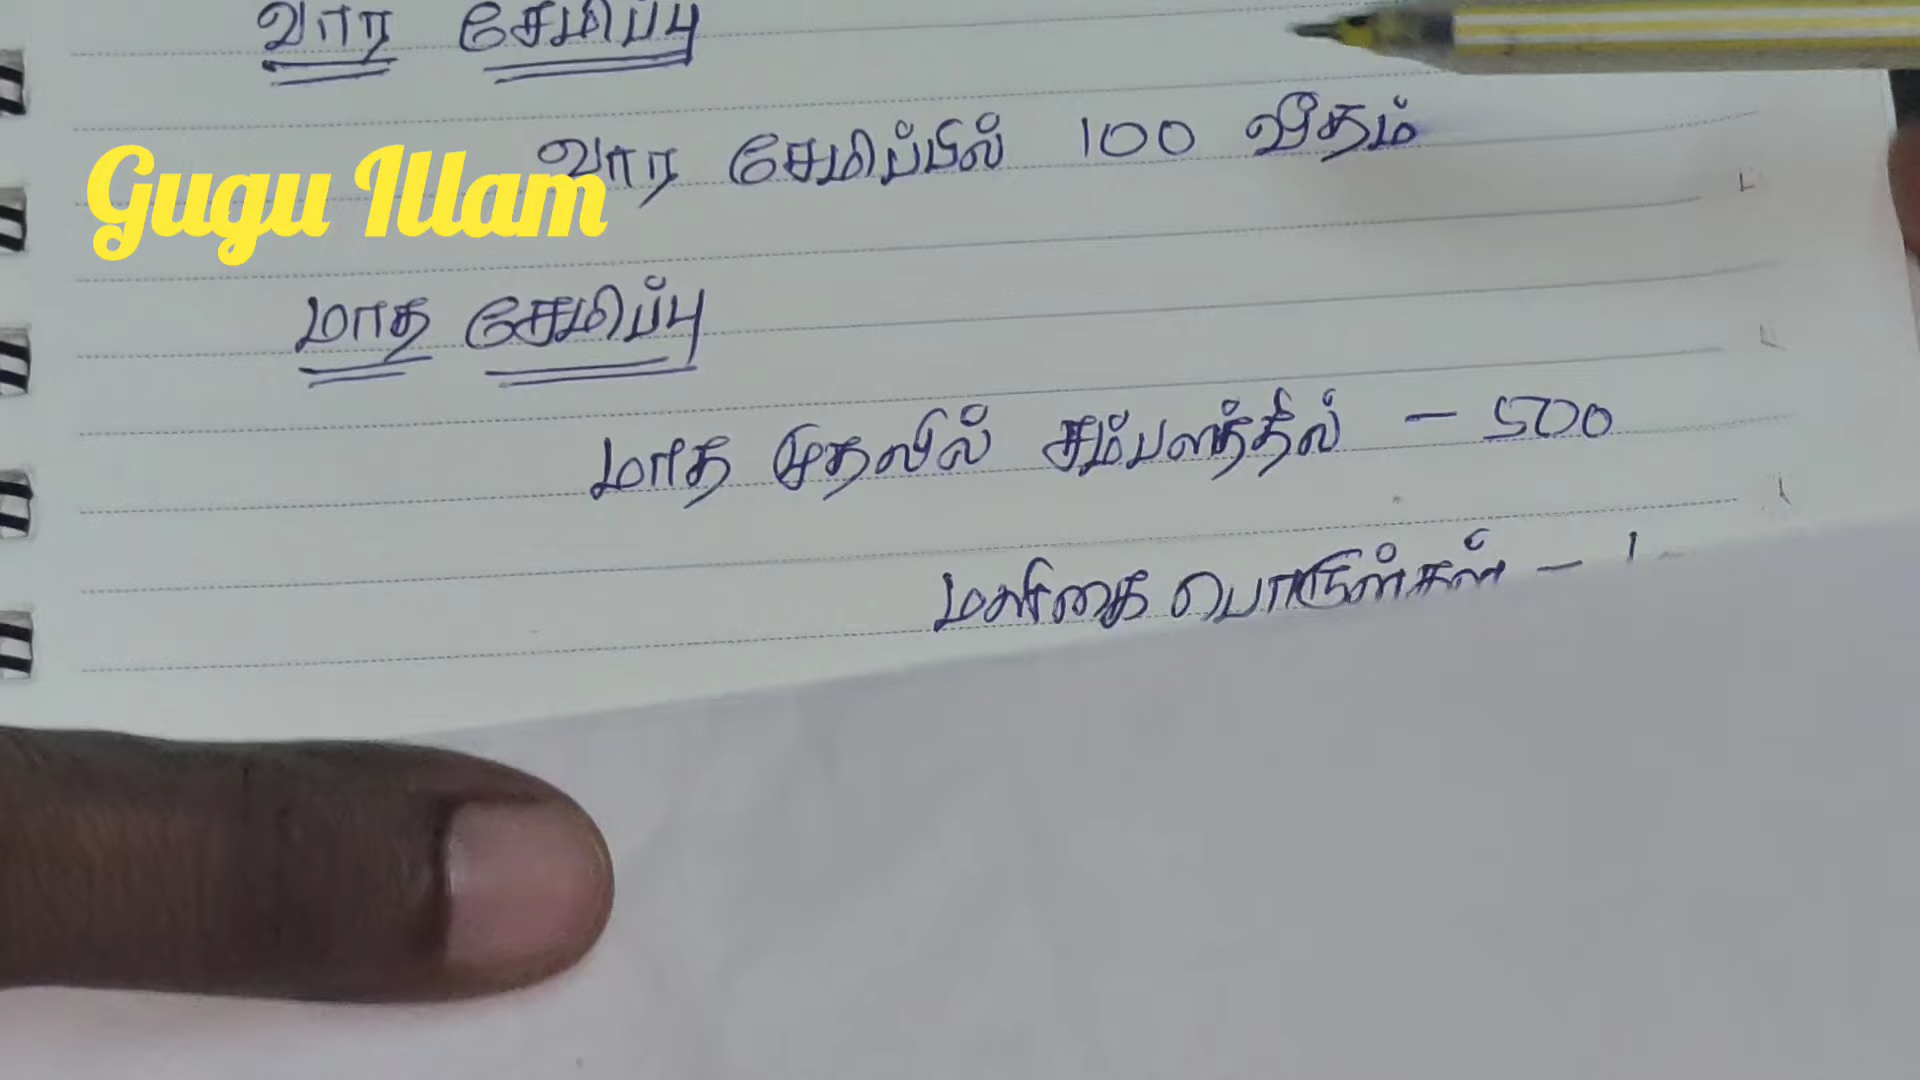 வார சேமிப்பு
வார சேமிப்பில் 100 வீதம்
Gugu Illam
மாத சேமிப்பு
மாத முதலில் சம்பளத்தில் - 500
மளிகை பொருள்கள் -